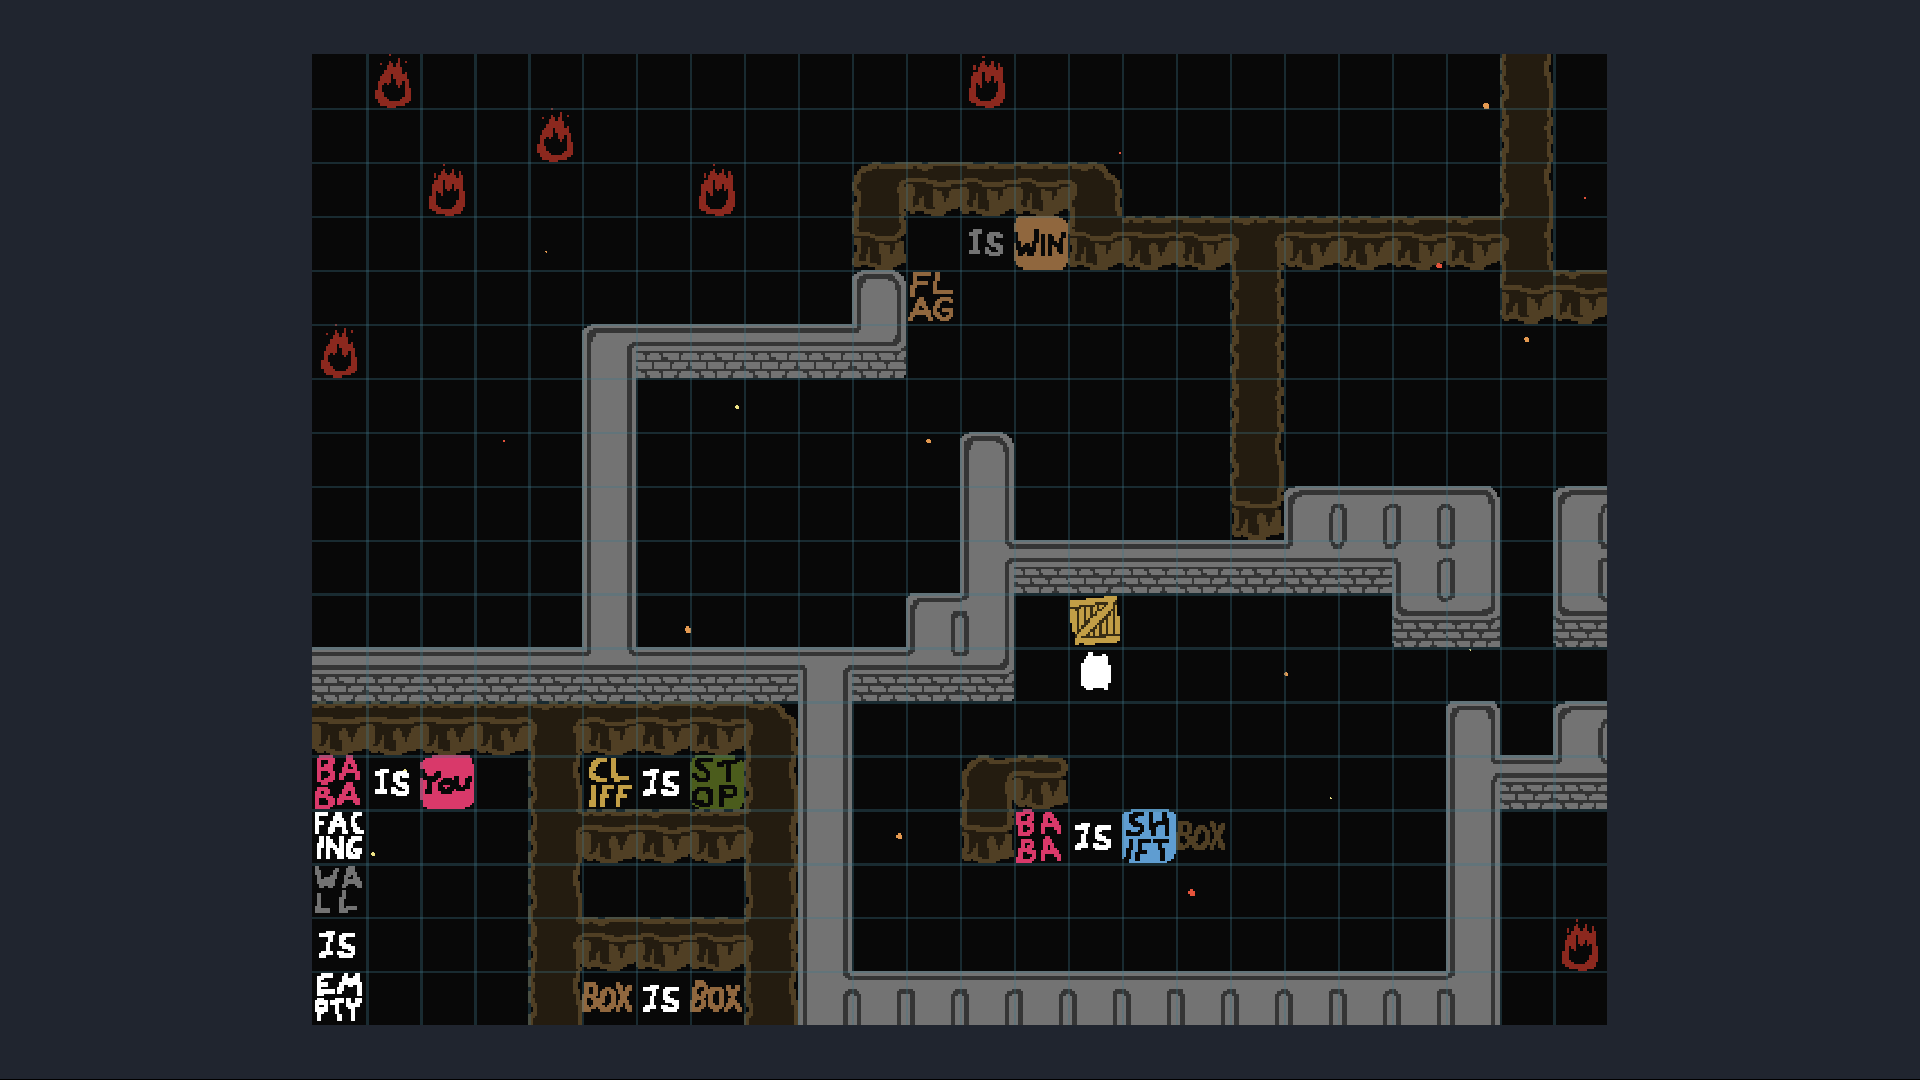 IS WIN
FLAG
BABA IS YOU
CLIFF IS STOP
FACING
BABA IS SHIFT BOX
WALL
IS
EMPTY
BOX IS BOX